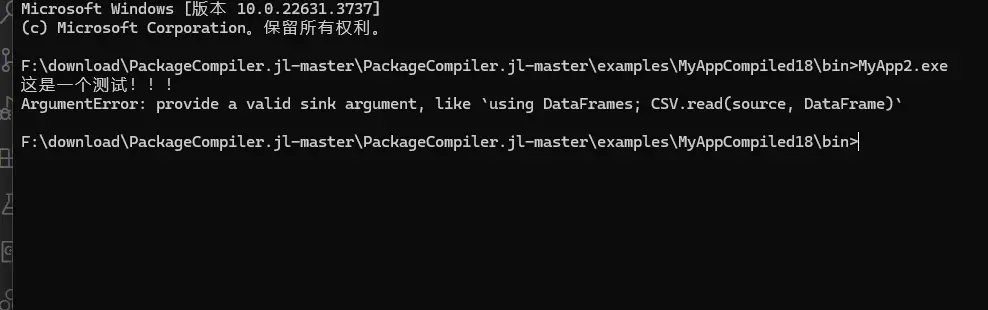 Microsoft Windows [版本 10.0.22631.3737]
(c) Microsoft Corporation。保留所有权利。
F:\download\PackageCompiler.jl-master\PackageCompiler.jl-master\examples\MyAppCompiled18\bin>MyApp2.exe
这是一个测试！！！
ArgumentError: provide a valid sink argument, like `using DataFrames; CSV.read(source, DataFrame)`
F:\download\PackageCompiler.jl-master\PackageCompiler.jl-master\examples\MyAppCompiled18\bin>